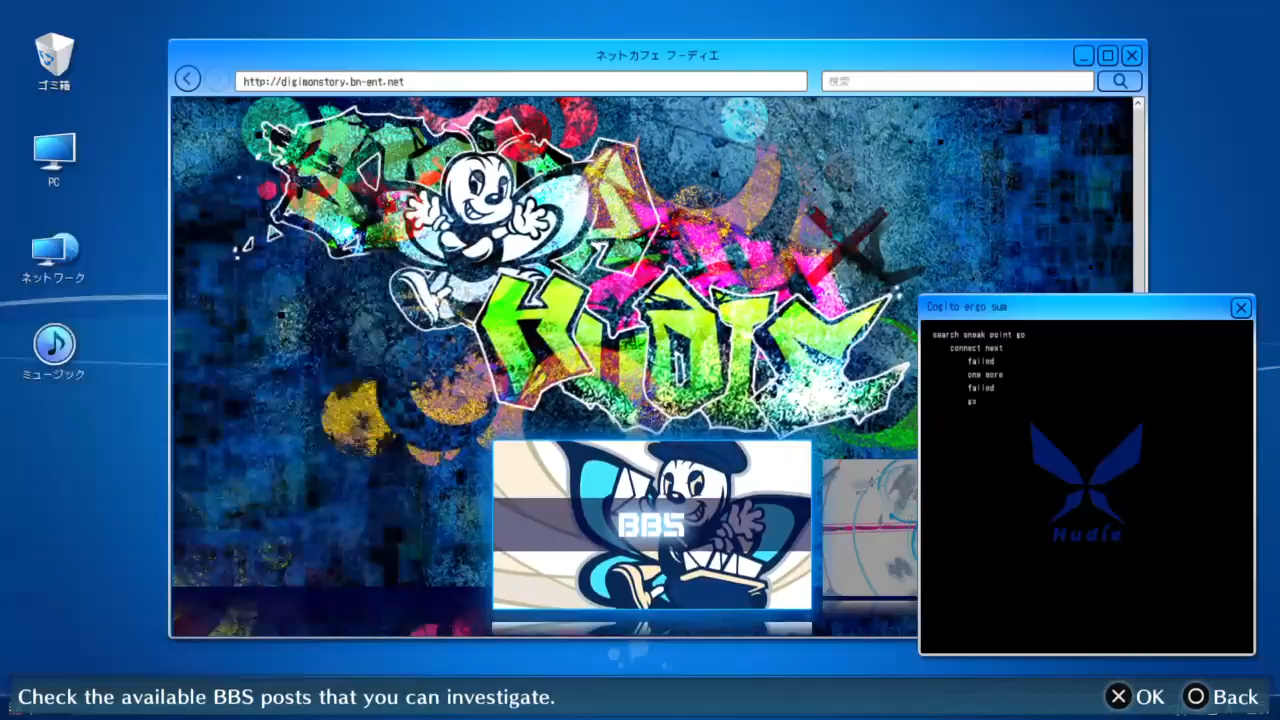 ゴミ箱
PC
ネットワーク
ミュージック
ネットカフェ フーディエ
http://digimonstory.bn-ent.net
検索
HUDIE
BBS
Cogito ergo sum
search sneak point go
connect next
failed
one more
failed
go
Hudie
Check the available BBS posts that you can investigate.
OK
Back